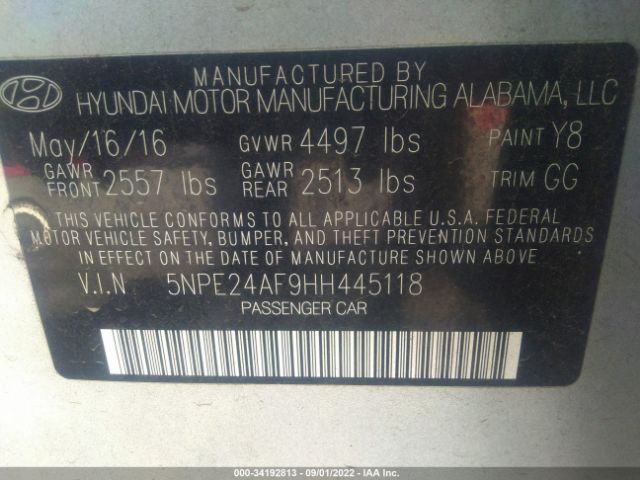 MANUFACTURED BY
HYUNDAI MOTOR MANUFACTURING ALABAMA, LLC
May/16/16 GVWR 4497 lbs PAINT Y8
GAWR FRONT 2557 lbs GAWR REAR 2513 lbs TRIM GG
THIS VEHICLE CONFORMS TO ALL APPLICABLE U.S.A. FEDERAL
MOTOR VEHICLE SAFETY, BUMPER, AND THEFT PREVENTION STANDARDS
IN EFFECT ON THE DATE OF MANUFACTURE SHOWN ABOVE.
V.I.N 5NPE24AF9HH445118
PASSENGER CAR
000-34192813 - 09/01/2022 - IAA Inc.